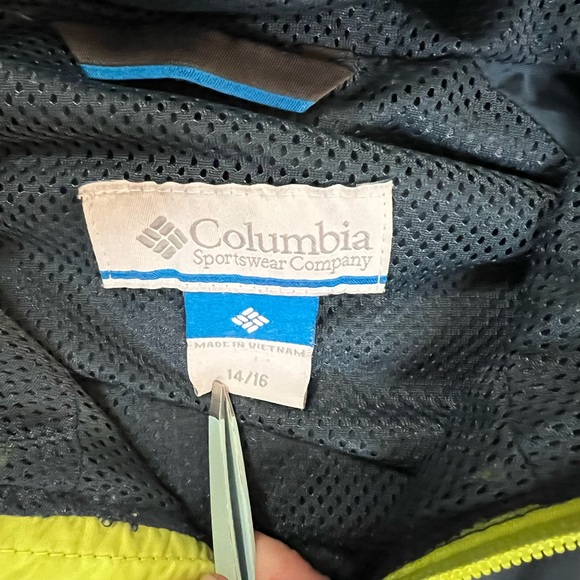 Columbia
Sportswear Company
MADE IN VIETNAM
14/16